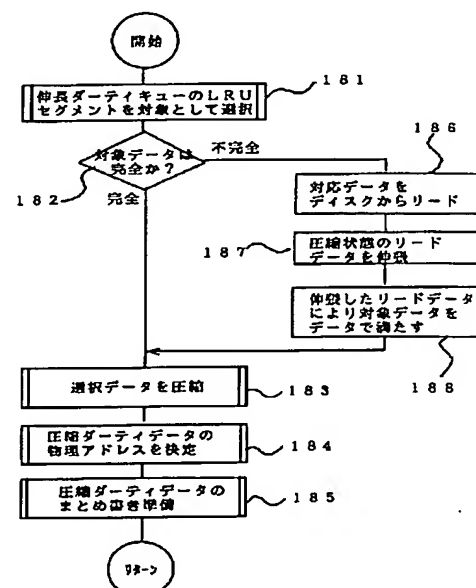 開始
伸長ダーティキューのLRU
セグメントを対象として選択
181
対象データは
完全か?
182
不完全
完全
186
対応データを
ディスクからリード
187
圧縮状態のリード
データを伸張
伸張したリードデータ
により対象データを
データで満たす
188
選択データを圧縮
183
圧縮ダーティデータの
物理アドレスを決定
184
圧縮ダーティデータの
まとめ書き準備
185
リターン